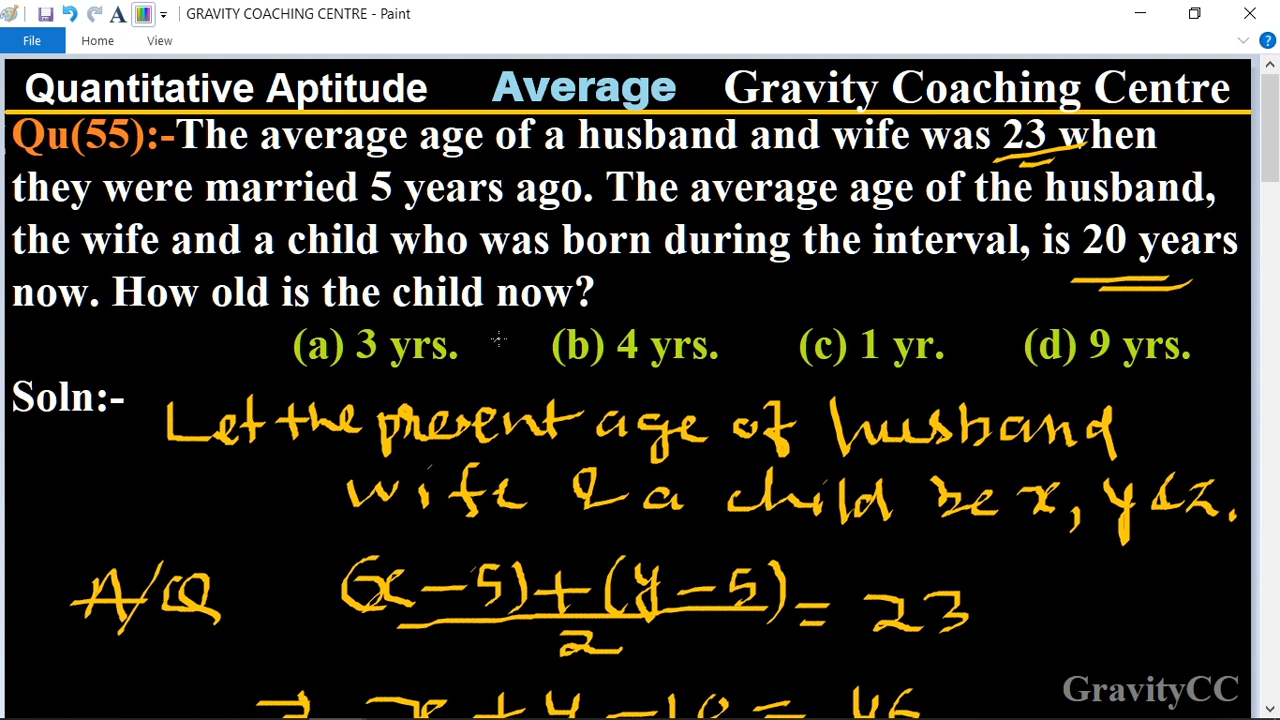 GRAVITY COACHING CENTRE - Paint
File Home View
Quantitative Aptitude Average Gravity Coaching Centre
Qu(55):-The average age of a husband and wife was 23 when
they were married 5 years ago. The average age of the husband,
the wife and a child who was born during the interval, is 20 years
now. How old is the child now?
(a) 3 yrs. (b) 4 yrs. (c) 1 yr. (d) 9 yrs.
Soln:-
Let the present age of husband
wife & a child be x, y & z.
A/Q (x-5)+(y-5)/2 = 23
⇒ x + y - 10 = 46
GravityCC